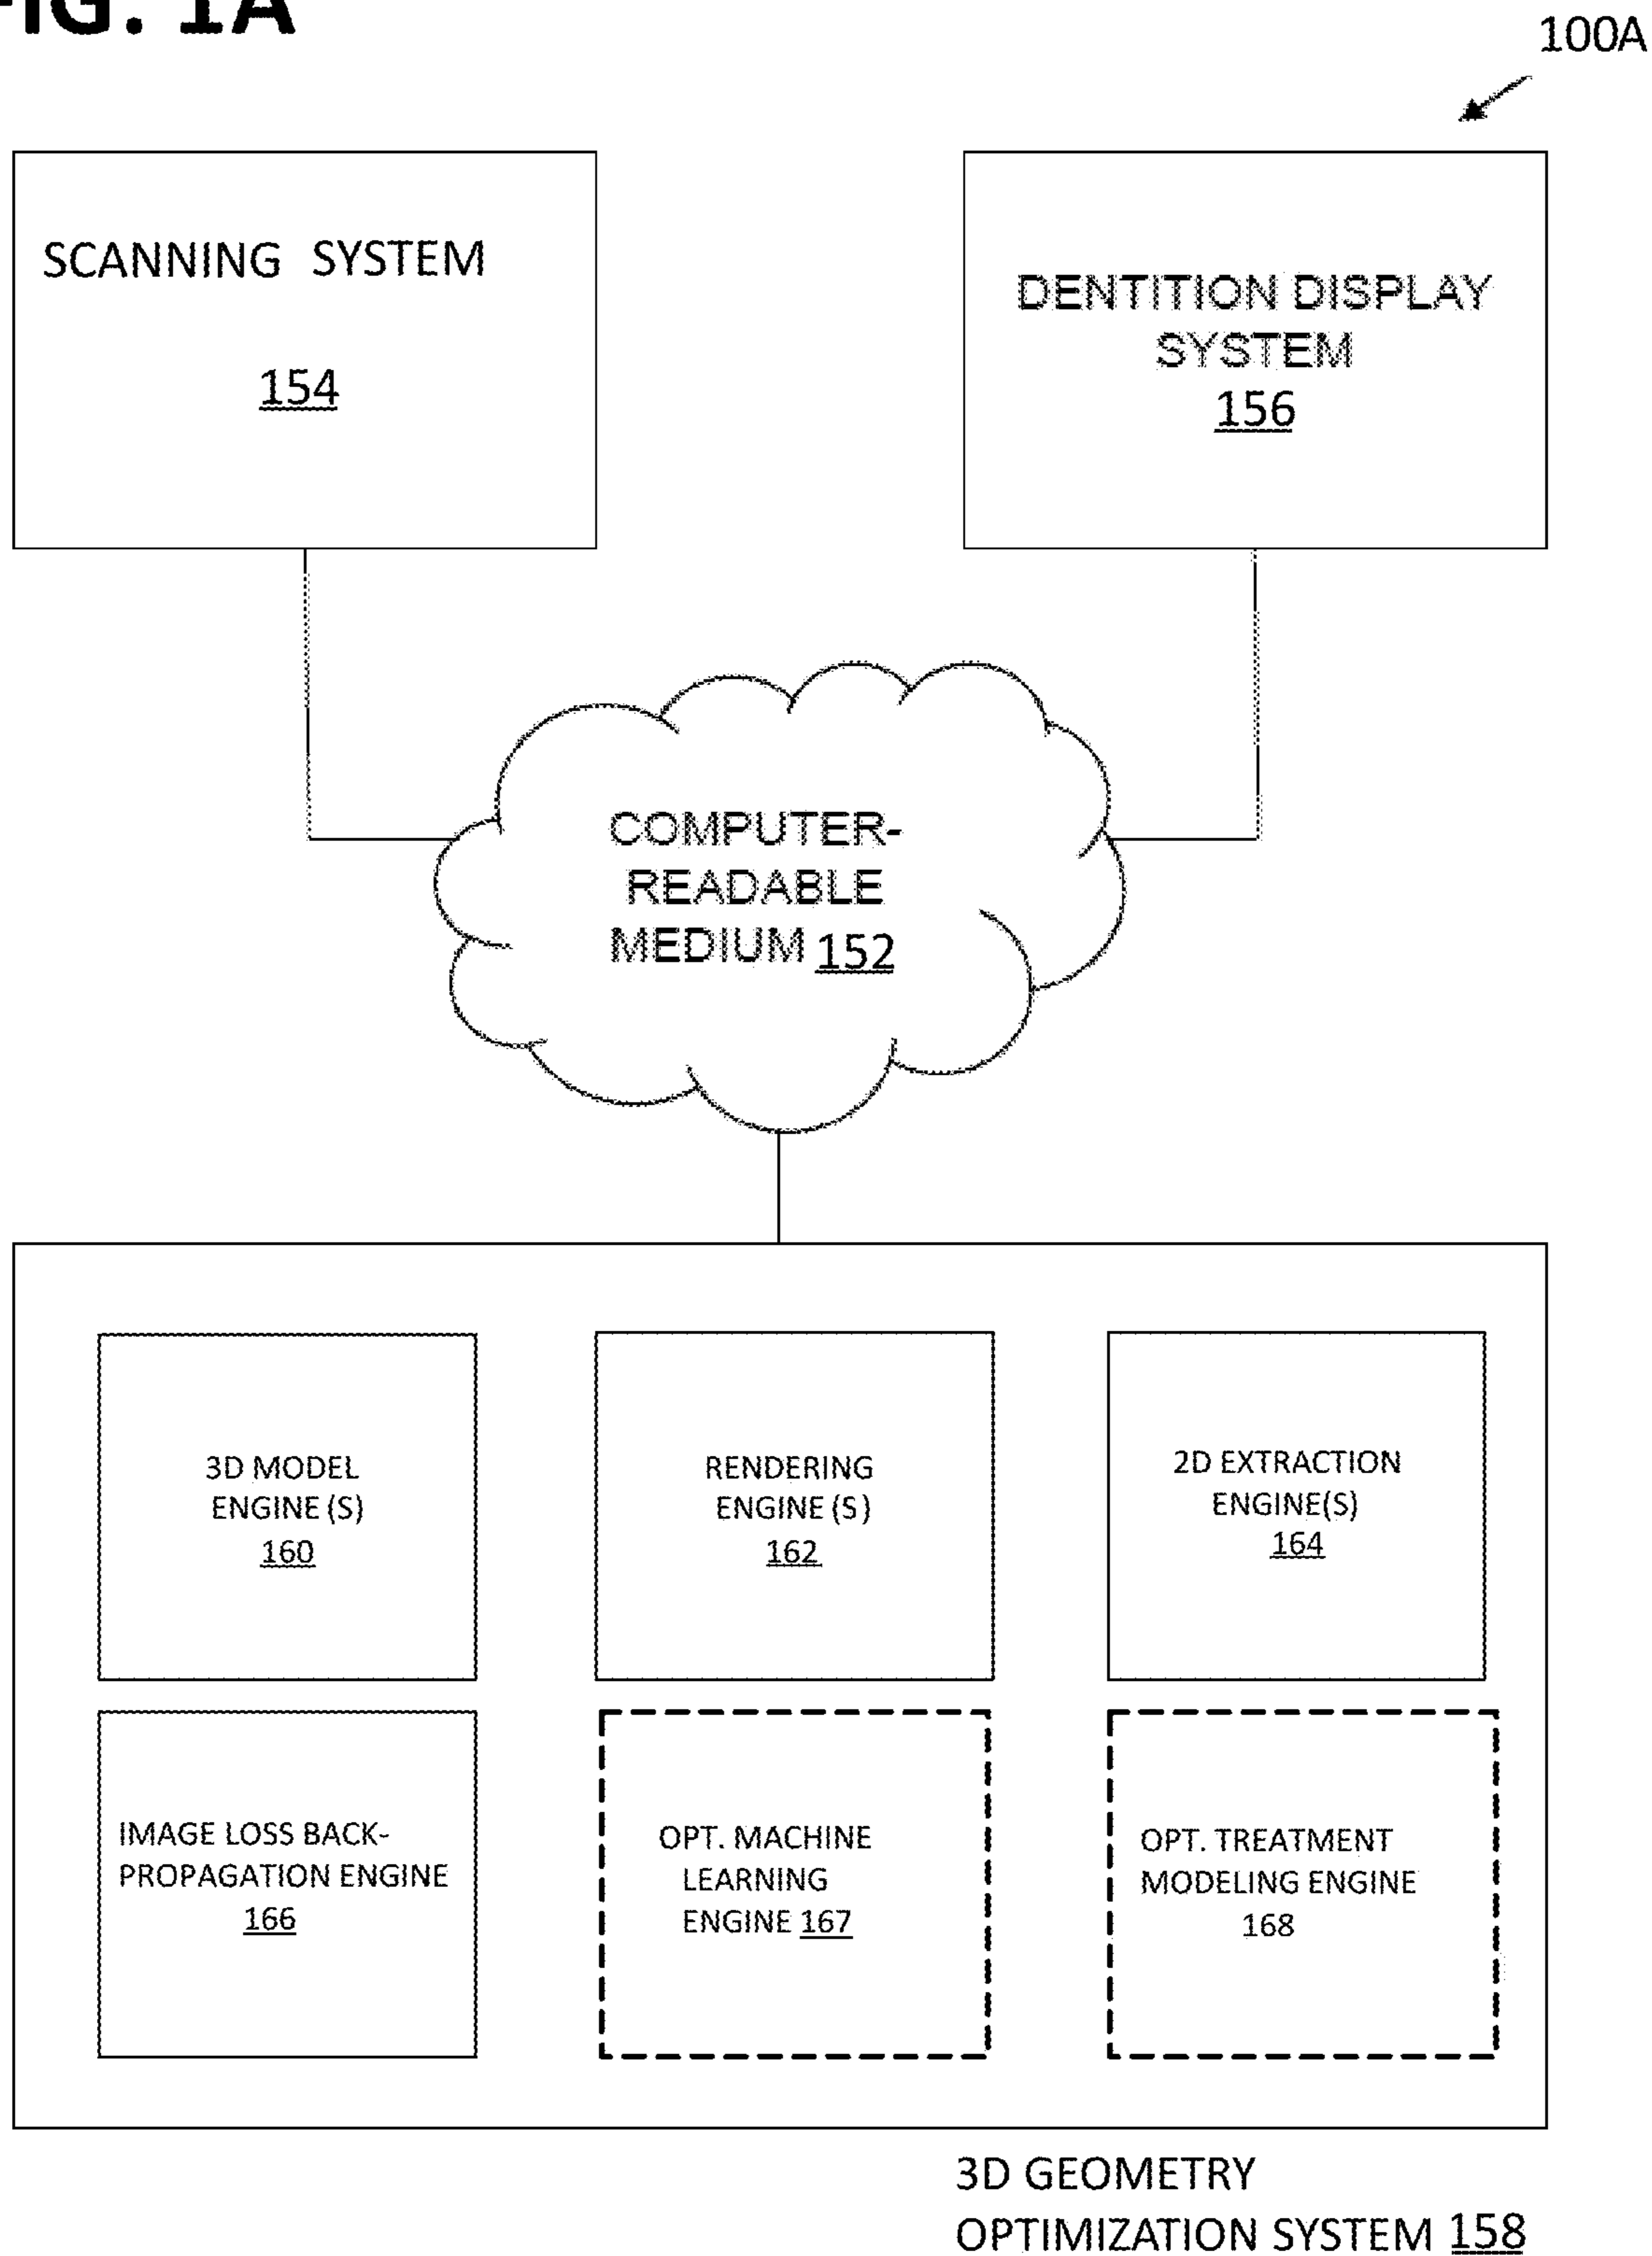 FIG. 1A
100A
SCANNING SYSTEM
154
DENTITION DISPLAY
SYSTEM
156
COMPUTER-
READABLE
MEDIUM 152
3D MODEL
ENGINE (S)
160
RENDERING
ENGINE (S)
162
2D EXTRACTION
ENGINE(S)
164
IMAGE LOSS BACK-
PROPAGATION ENGINE
166
OPT. MACHINE
LEARNING
ENGINE 167
OPT. TREATMENT
MODELING ENGINE
168
3D GEOMETRY
OPTIMIZATION SYSTEM 158